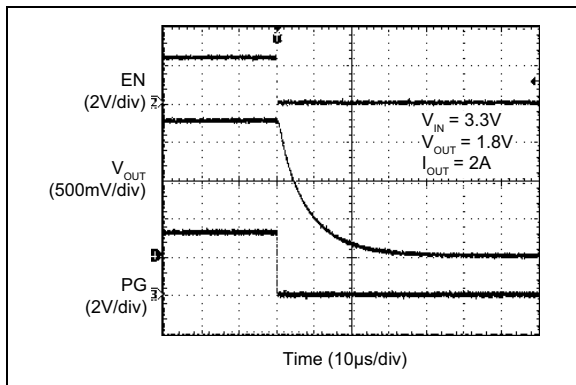 EN
(2V/div)
V_OUT
(500mV/div)
PG
(2V/div)
V_IN = 3.3V
V_OUT = 1.8V
I_OUT = 2A
Time (10µs/div)